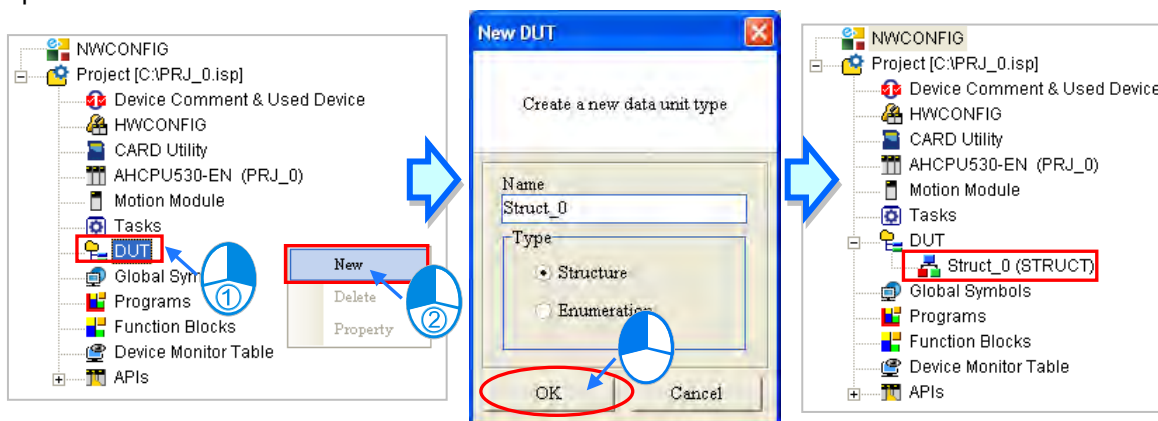 NWCONFIG
Project [C:\PRJ_0.isp]
Device Comment & Used Device
HWCONFIG
CARD Utility
AHCPU530-EN (PRJ_0)
Motion Module
Tasks
DUT
Global Sym
Programs
Function Blocks
Device Monitor Table
APIs
①
New
Delete
Property
②
New DUT
Create a new data unit type
Name
Struct_0
Type
Structure
Enumeration
OK
Cancel
NWCONFIG
Project [C:\PRJ_0.isp]
Device Comment & Used Device
HWCONFIG
CARD Utility
AHCPU530-EN (PRJ_0)
Motion Module
Tasks
DUT
Struct_0 (STRUCT)
Global Symbols
Programs
Function Blocks
Device Monitor Table
APIs